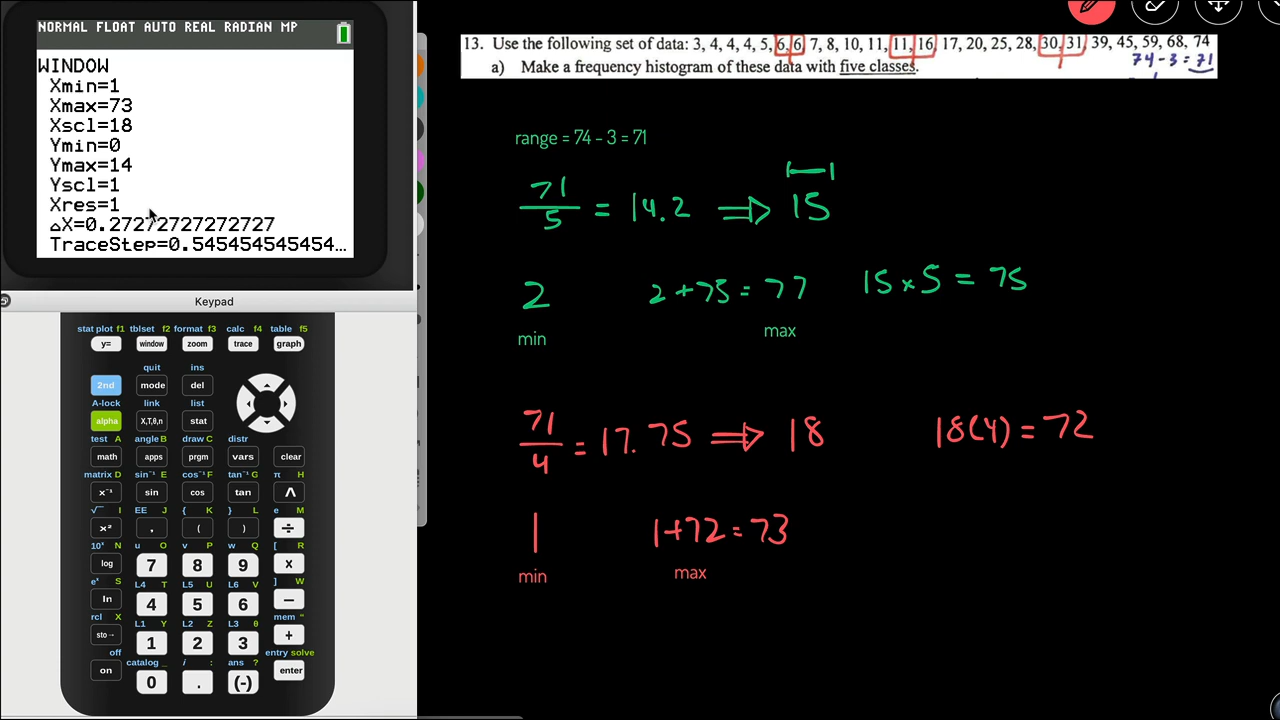 NORMAL FLOAT AUTO REAL RADIAN MP
WINDOW
Xmin=1
Xmax=73
Xscl=18
Ymin=0
Ymax=14
Yscl=1
Xres=1
△X=0.27272727272727
TraceStep=0.545454545454…
Keypad
stat plot f1 tblset f2 format f3 calc f4 table f5
y= window zoom trace graph
quit ins
2nd mode del
A-lock link list
alpha X,T,θ,n stat
test A angle B draw C distr
math apps prgm vars clear
matrix D sin⁻¹ E cos⁻¹ F tan⁻¹ G π H
x⁻¹ sin cos tan ^
√‾ I EE J { K } L e M
x² , ( ) ÷
10ˣ N u O v P w Q [ R
log 7 8 9 x
eˣ S L4 T L5 U L6 V ] W
ln 4 5 6 −
rcl X L1 Y L2 Z L3 θ mem "
sto→ 1 2 3 +
off catalog _ i : ans ? entry solve
on 0 . (-) enter
13. Use the following set of data: 3, 4, 4, 4, 5, 6, 6, 7, 8, 10, 11, 11, 16, 17, 20, 25, 28, 30, 31, 39, 45, 59, 68, 74
a) Make a frequency histogram of these data with five classes.
74-3=71
range = 74 - 3 = 71
71/5 = 14.2 ⇒ 15
2 2+75=77 15×5=75
min max
71/4 = 17.75 ⇒ 18 18(4)=72
1 1+72=73
min max